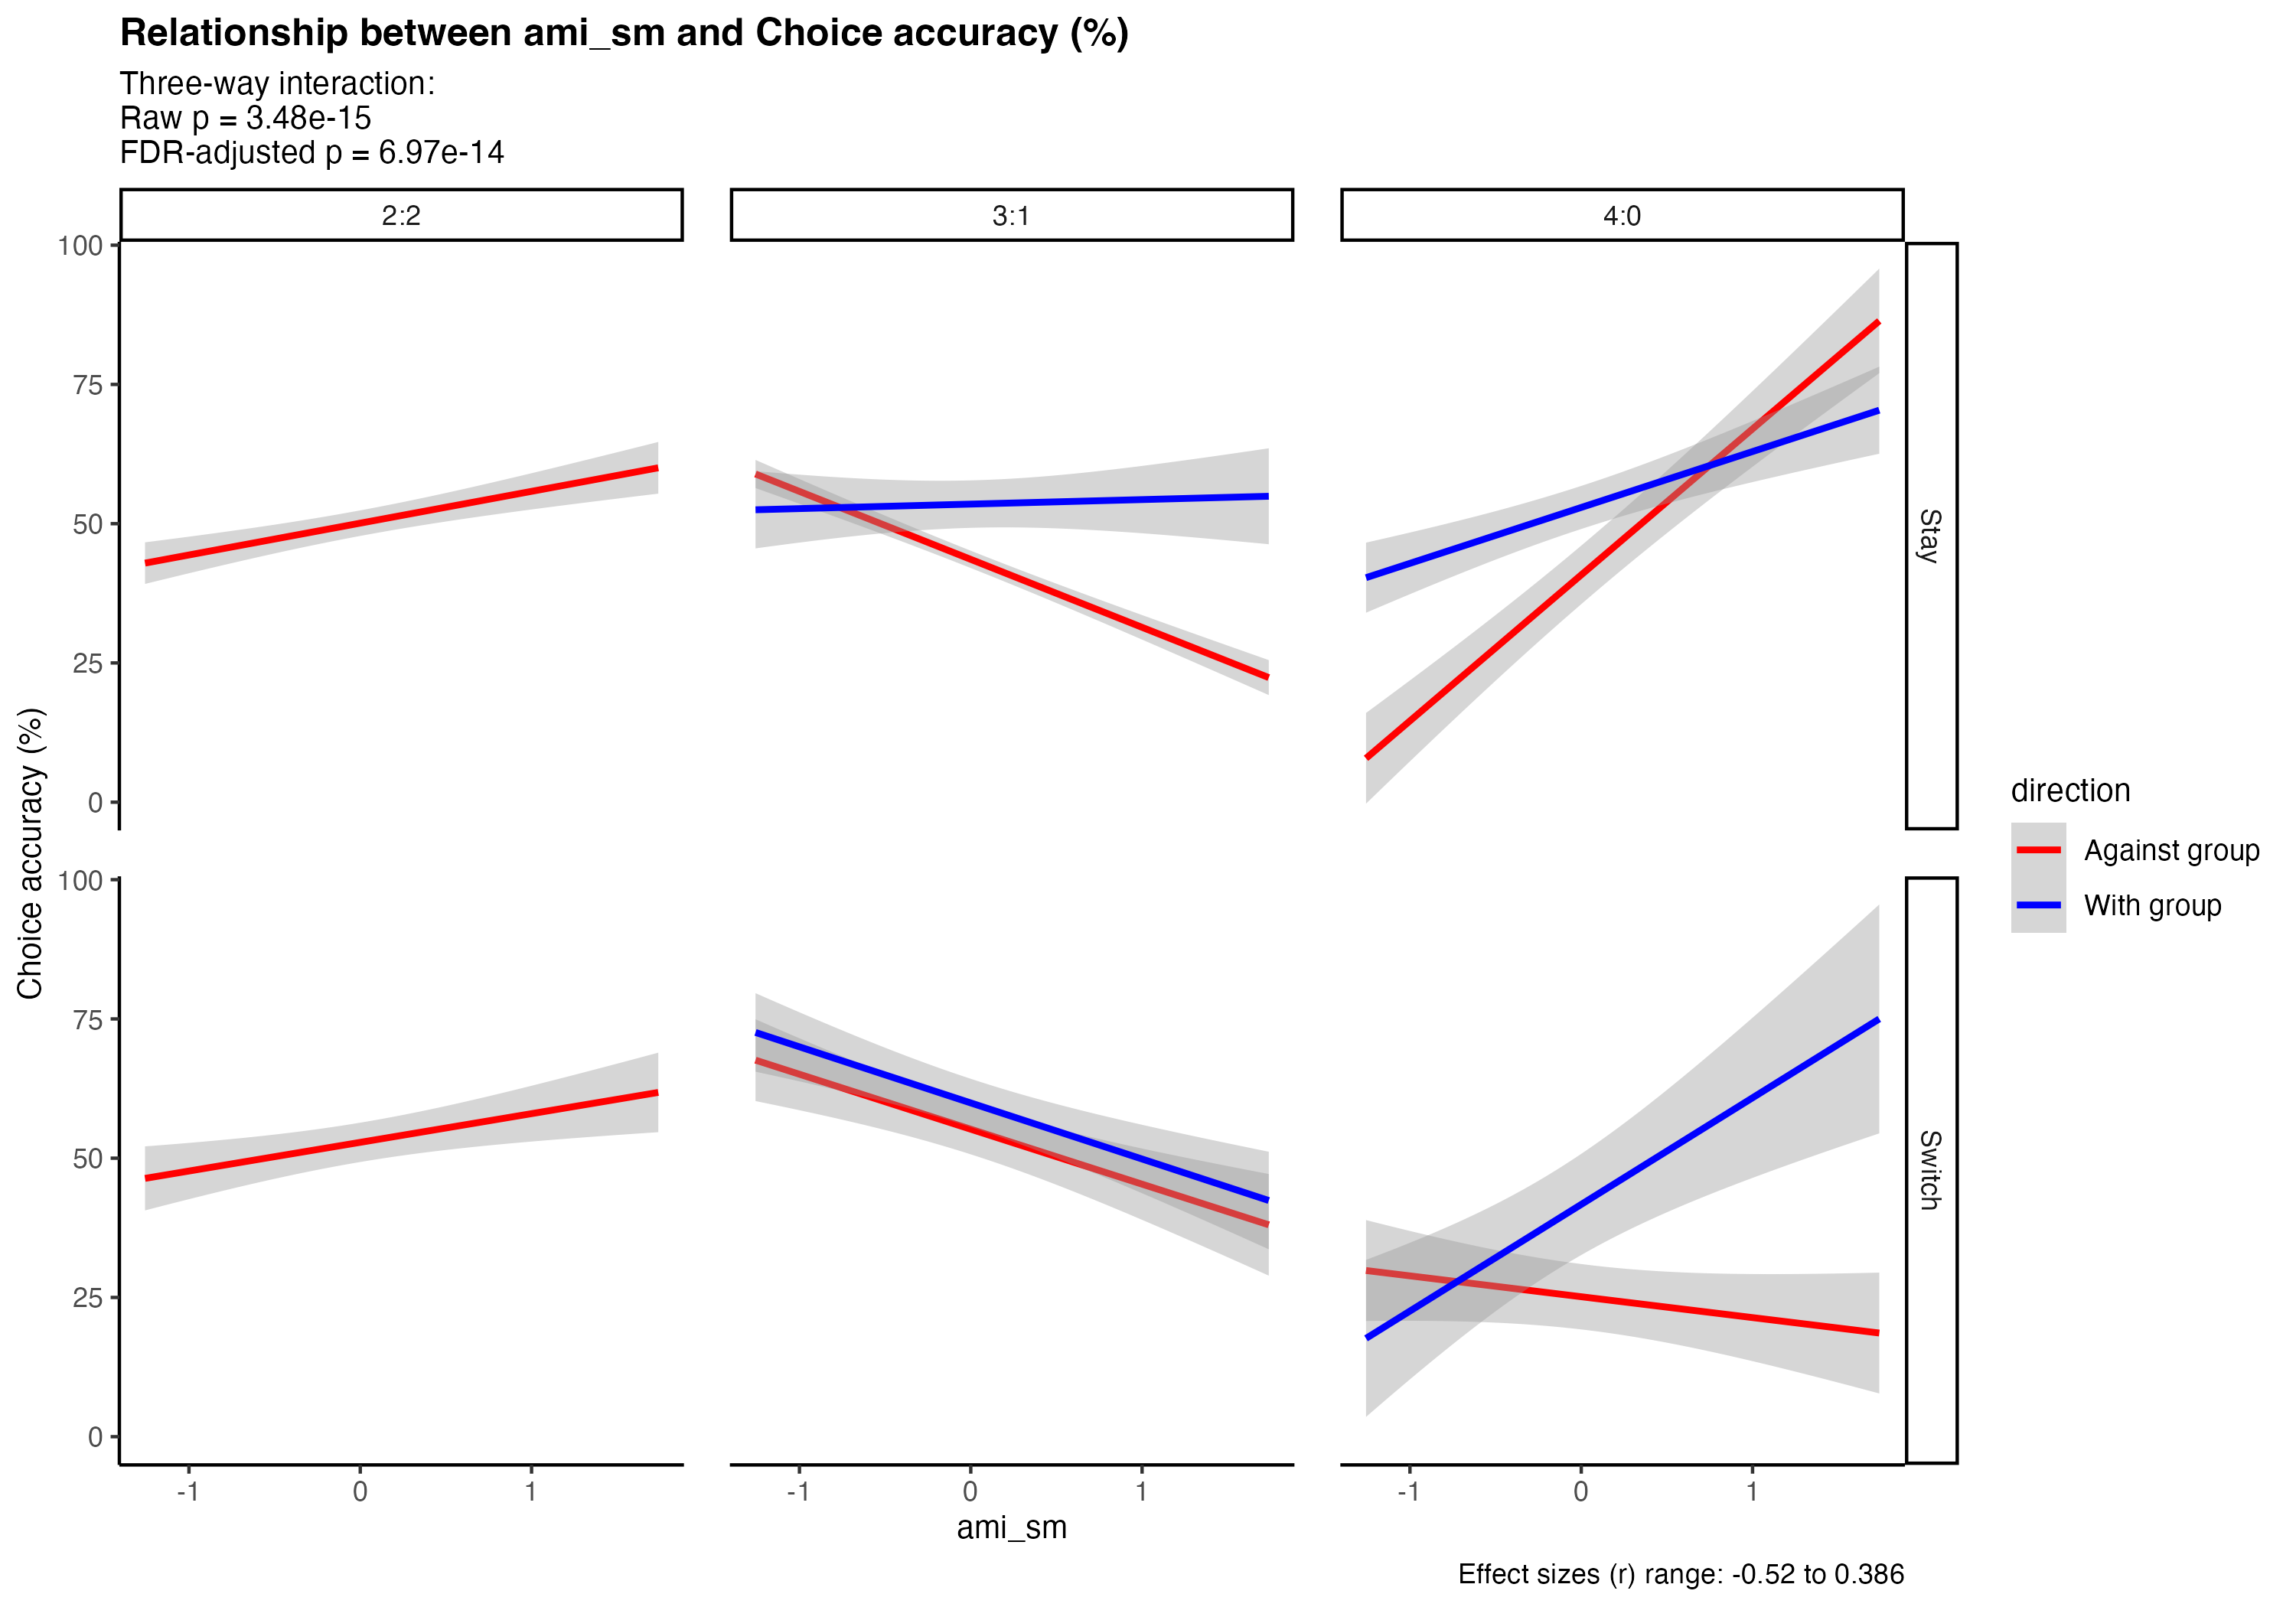 Relationship between ami_sm and Choice accuracy (%)
Three-way interaction:
Raw p = 3.48e-15
FDR-adjusted p = 6.97e-14
2:2
3:1
4:0
100
75
50
25
0
Stay
100
75
50
25
0
Switch
Choice accuracy (%)
-1
0
1
-1
0
1
-1
0
1
ami_sm
direction
Against group
With group
Effect sizes (r) range: -0.52 to 0.386